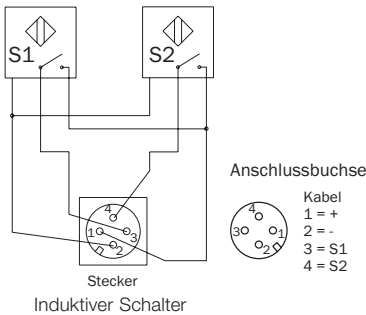 S1
S2
4
1
3
2
Stecker
Induktiver Schalter
Anschlussbuchse
4
3
1
2
Kabel
1 = +
2 = -
3 = S1
4 = S2